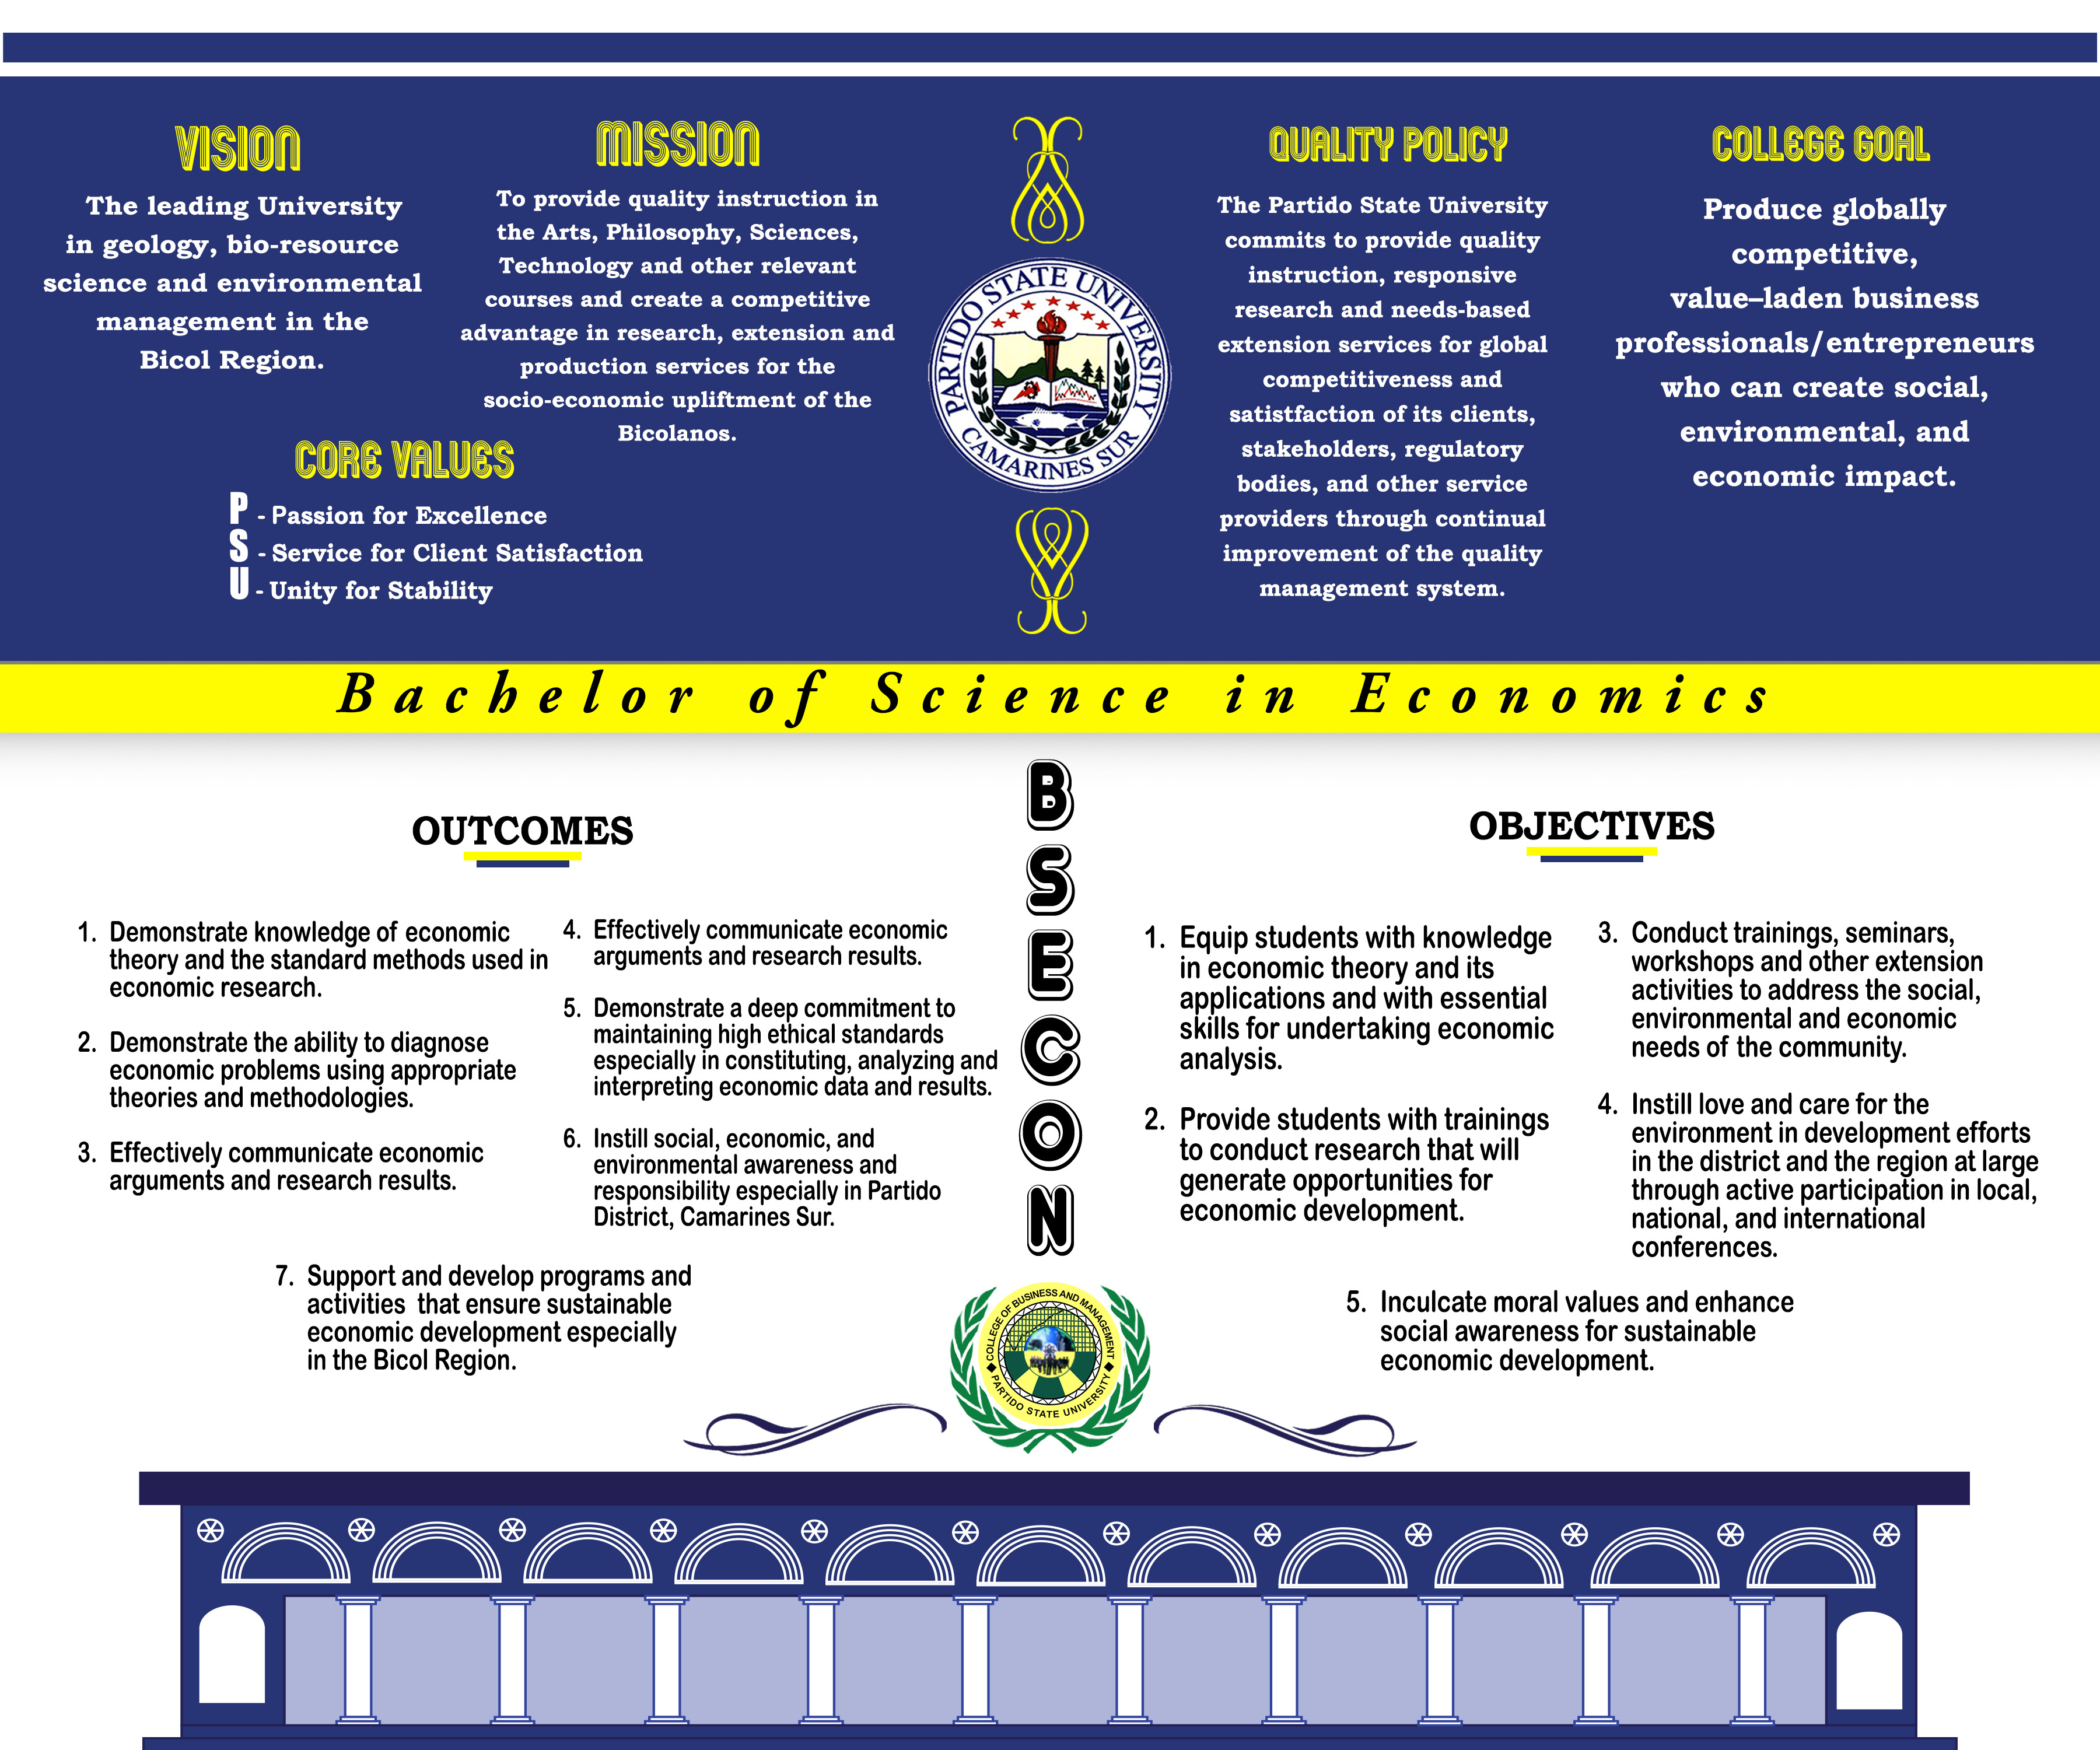 VISION
The leading University
in geology, bio-resource
science and environmental
management in the
Bicol Region.
MISSION
To provide quality instruction in
the Arts, Philosophy, Sciences,
Technology and other relevant
courses and create a competitive
advantage in research, extension and
production services for the
socio-economic upliftment of the
Bicolanos.
CORE VALUES
P - Passion for Excellence
S - Service for Client Satisfaction
U - Unity for Stability
PARTIDO STATE UNIVERSITY
CAMARINES SUR
QUALITY POLICY
The Partido State University
commits to provide quality
instruction, responsive
research and needs-based
extension services for global
competitiveness and
satistfaction of its clients,
stakeholders, regulatory
bodies, and other service
providers through continual
improvement of the quality
management system.
COLLEGE GOAL
Produce globally
competitive,
value–laden business
professionals/entrepreneurs
who can create social,
environmental, and
economic impact.
Bachelor of Science in Economics
OUTCOMES
1. Demonstrate knowledge of economic
theory and the standard methods used in
economic research.
2. Demonstrate the ability to diagnose
economic problems using appropriate
theories and methodologies.
3. Effectively communicate economic
arguments and research results.
4. Effectively communicate economic
arguments and research results.
5. Demonstrate a deep commitment to
maintaining high ethical standards
especially in constituting, analyzing and
interpreting economic data and results.
6. Instill social, economic, and
environmental awareness and
responsibility especially in Partido
District, Camarines Sur.
7. Support and develop programs and
activities that ensure sustainable
economic development especially
in the Bicol Region.
B
S
E
C
O
N
COLLEGE OF BUSINESS AND MANAGEMENT
PARTIDO STATE UNIVERSITY
OBJECTIVES
1. Equip students with knowledge
in economic theory and its
applications and with essential
skills for undertaking economic
analysis.
2. Provide students with trainings
to conduct research that will
generate opportunities for
economic development.
3. Conduct trainings, seminars,
workshops and other extension
activities to address the social,
environmental and economic
needs of the community.
4. Instill love and care for the
environment in development efforts
in the district and the region at large
through active participation in local,
national, and international
conferences.
5. Inculcate moral values and enhance
social awareness for sustainable
economic development.